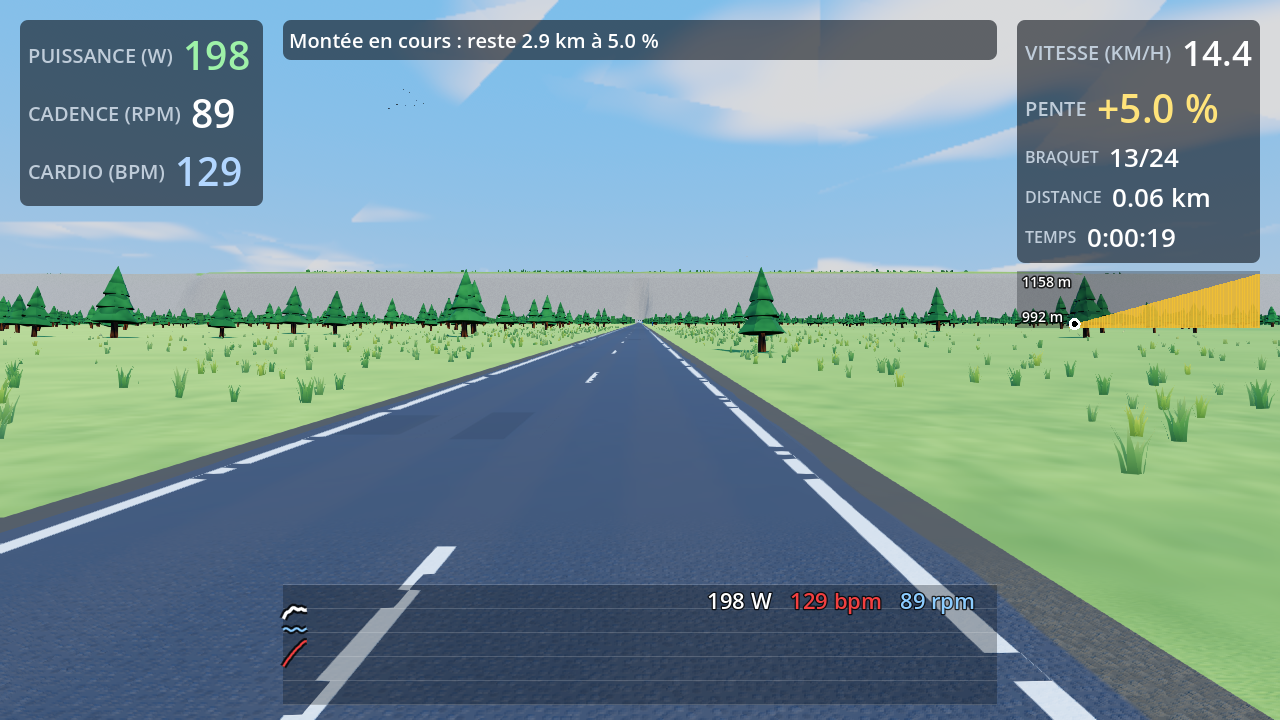 PUISSANCE (W) 198
CADENCE (RPM) 89
CARDIO (BPM) 129
Montée en cours : reste 2.9 km à 5.0 %
VITESSE (KM/H) 14.4
PENTE +5.0 %
BRAQUET 13/24
DISTANCE 0.06 km
TEMPS 0:00:19
1158 m
992 m
198 W 129 bpm 89 rpm